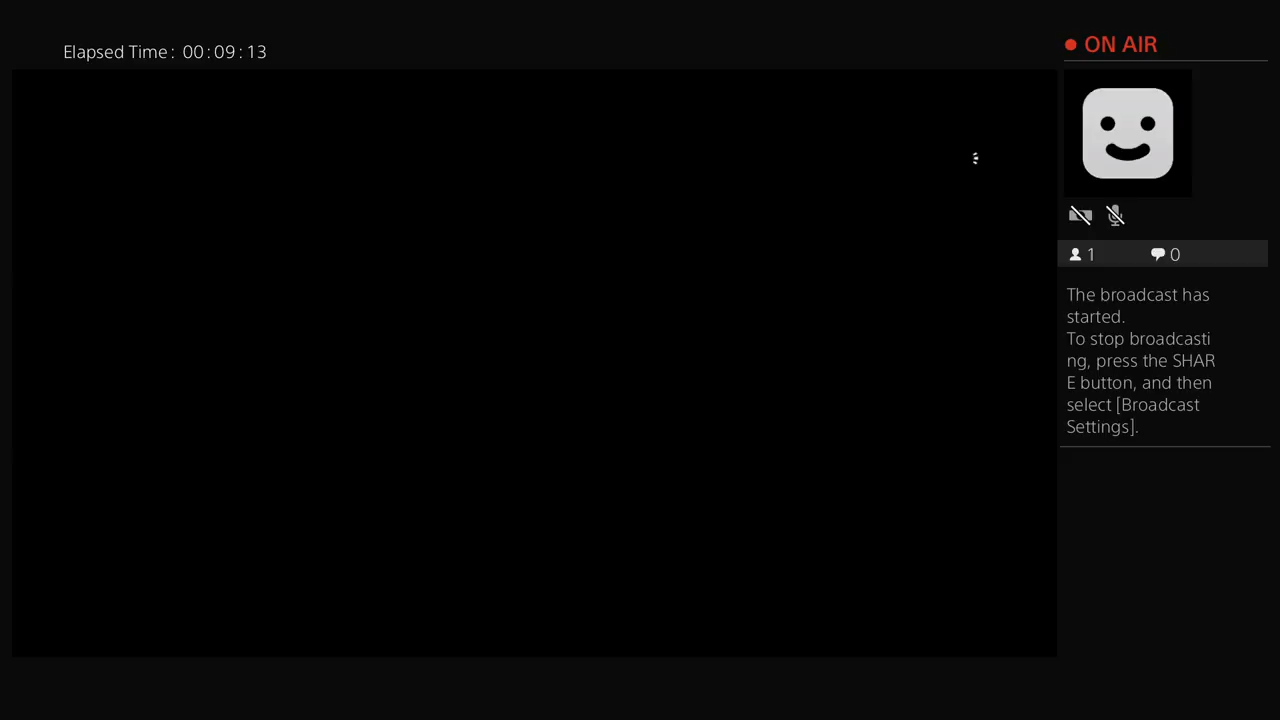 Elapsed Time: 00:09:13
ON AIR
1 0
The broadcast has
started.
To stop broadcasti
ng, press the SHAR
E button, and then
select [Broadcast
Settings].